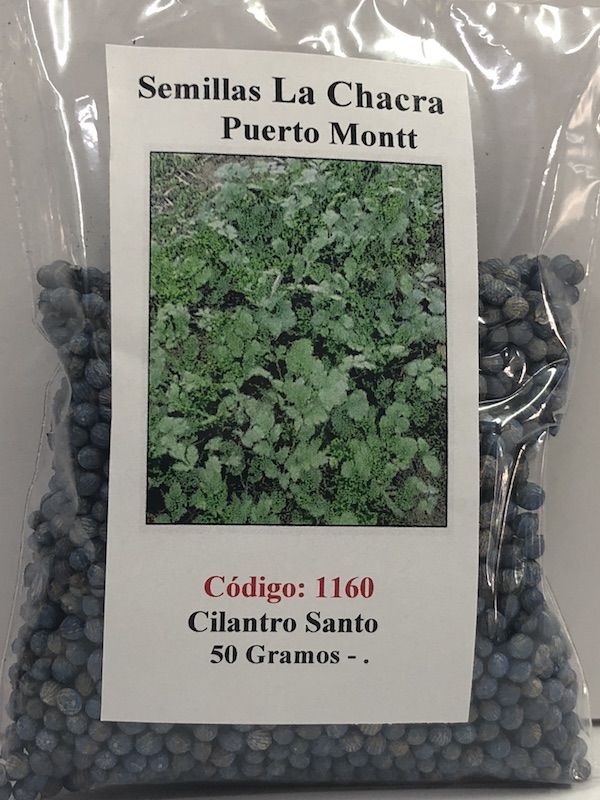 Semillas La Chacra
Puerto Montt
Código: 1160
Cilantro Santo
50 Gramos - .